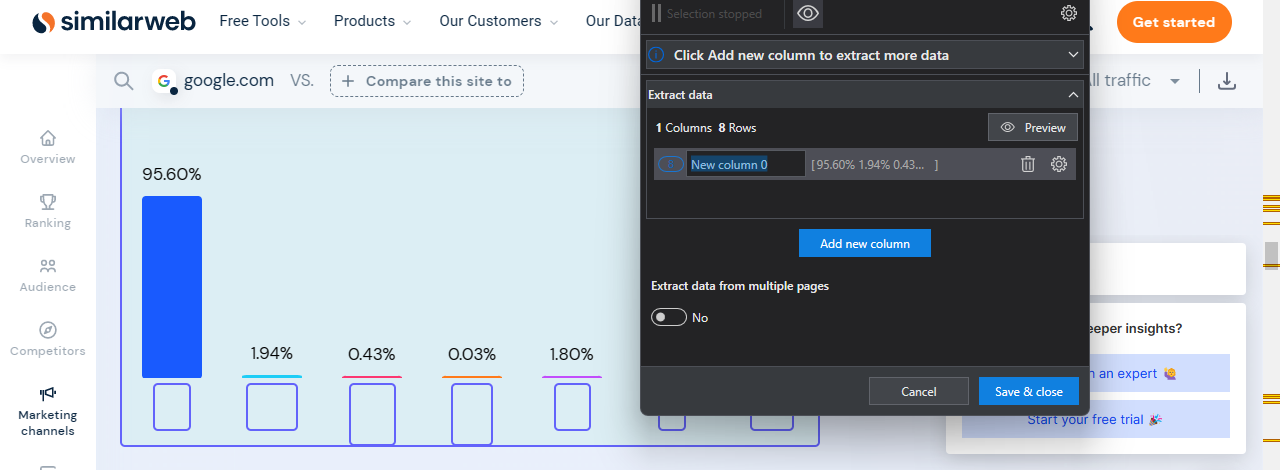 similarweb
Free Tools
Products
Our Customers
Our Data
Get started
Selection stopped
Click Add new column to extract more data
google.com
VS.
Compare this site to
traffic
Extract data
1 Columns 8 Rows
Preview
New column 0
[95.60% 1.94% 0.43... ]
Add new column
Extract data from multiple pages
No
Cancel
Save & close
Overview
Ranking
Audience
Competitors
Marketing
channels
95.60%
1.94%
0.43%
0.03%
1.80%
insights?
an expert
Start your free trial